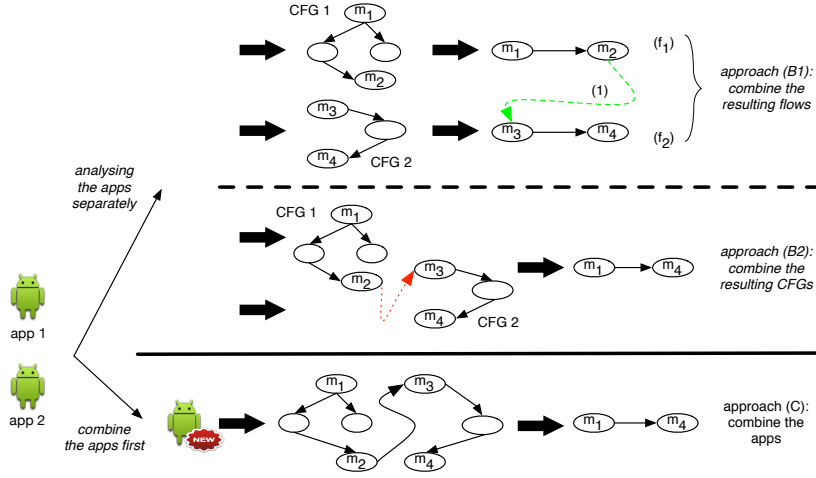 CFG 1
m1
m2
m3
m4
CFG 2
m1
m2
(f1)
(1)
m3
m4
(f2)
approach (B1):
combine the
resulting flows
analysing
the apps
separately
CFG 1
m1
m2
m3
m4
CFG 2
m1
m4
approach (B2):
combine the
resulting CFGs
app 1
app 2
combine
the apps first
NEW
m1
m2
m3
m4
m1
m4
approach (C):
combine the
apps